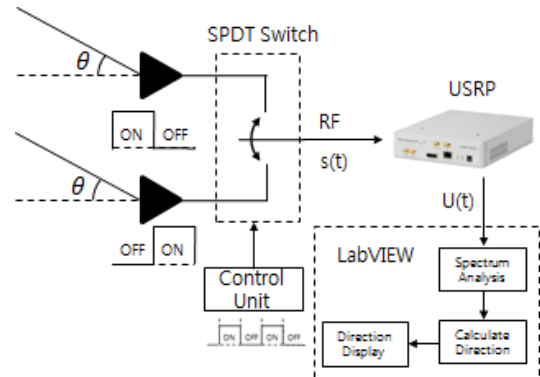 SPDT Switch
θ
ON OFF
θ
OFF ON
RF
s(t)
USRP
U(t)
Control
Unit
ON OFF ON OFF
LabVIEW
Spectrum
Analysis
Calculate
Direction
Direction
Display